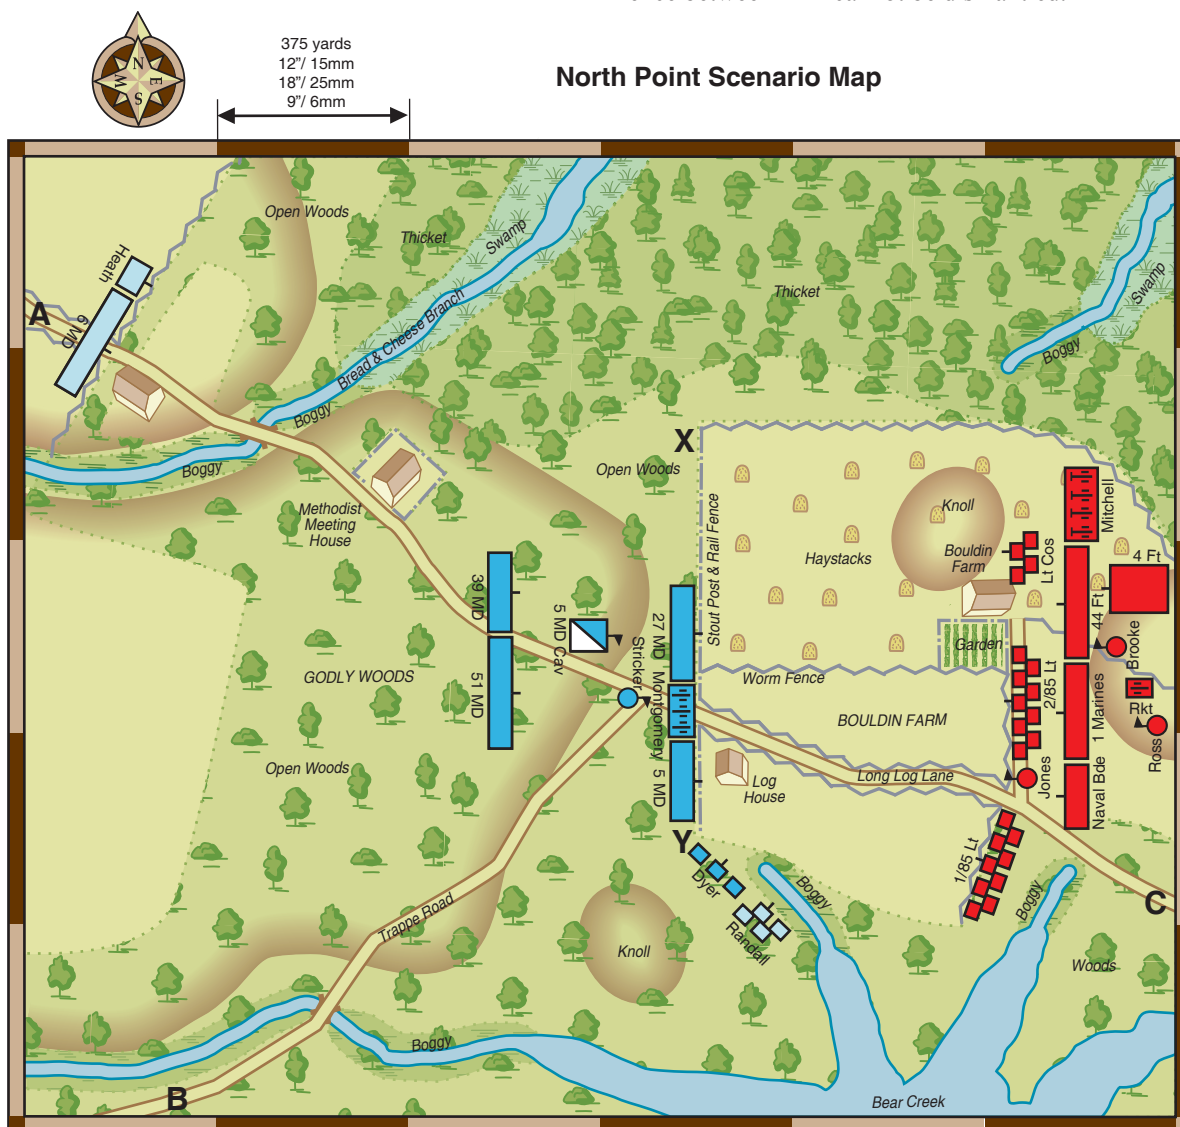 375 yards
12”/ 15mm
18”/ 25mm
9”/ 6mm
North Point Scenario Map
N
E
S
W
Open Woods
Thicket
Swamp
Thicket
Swamp
Heath
6 MD
A
Bread & Cheese Branch
Boggy
Boggy
Boggy
X
Open Woods
Methodist
Meeting
House
Stout Post & Rail Fence
Knoll
Haystacks
Bouldin
Farm
Lt Cos
Mitchell
4 Ft
44 Ft
Brooke
39 MD
5 MD Cav
Stricker
27 MD
Garden
2/85 Lt
Worm Fence
GODLY WOODS
51 MD
Montgomery
BOULDIN FARM
1 Marines
Rkt
Ross
Open Woods
5 MD
Log
House
Long Log Lane
Jones
Naval Bde
Y
Dyer
Randall
Boggy
1/85 Lt
Boggy
C
Trappe Road
Knoll
Woods
Boggy
B
Bear Creek